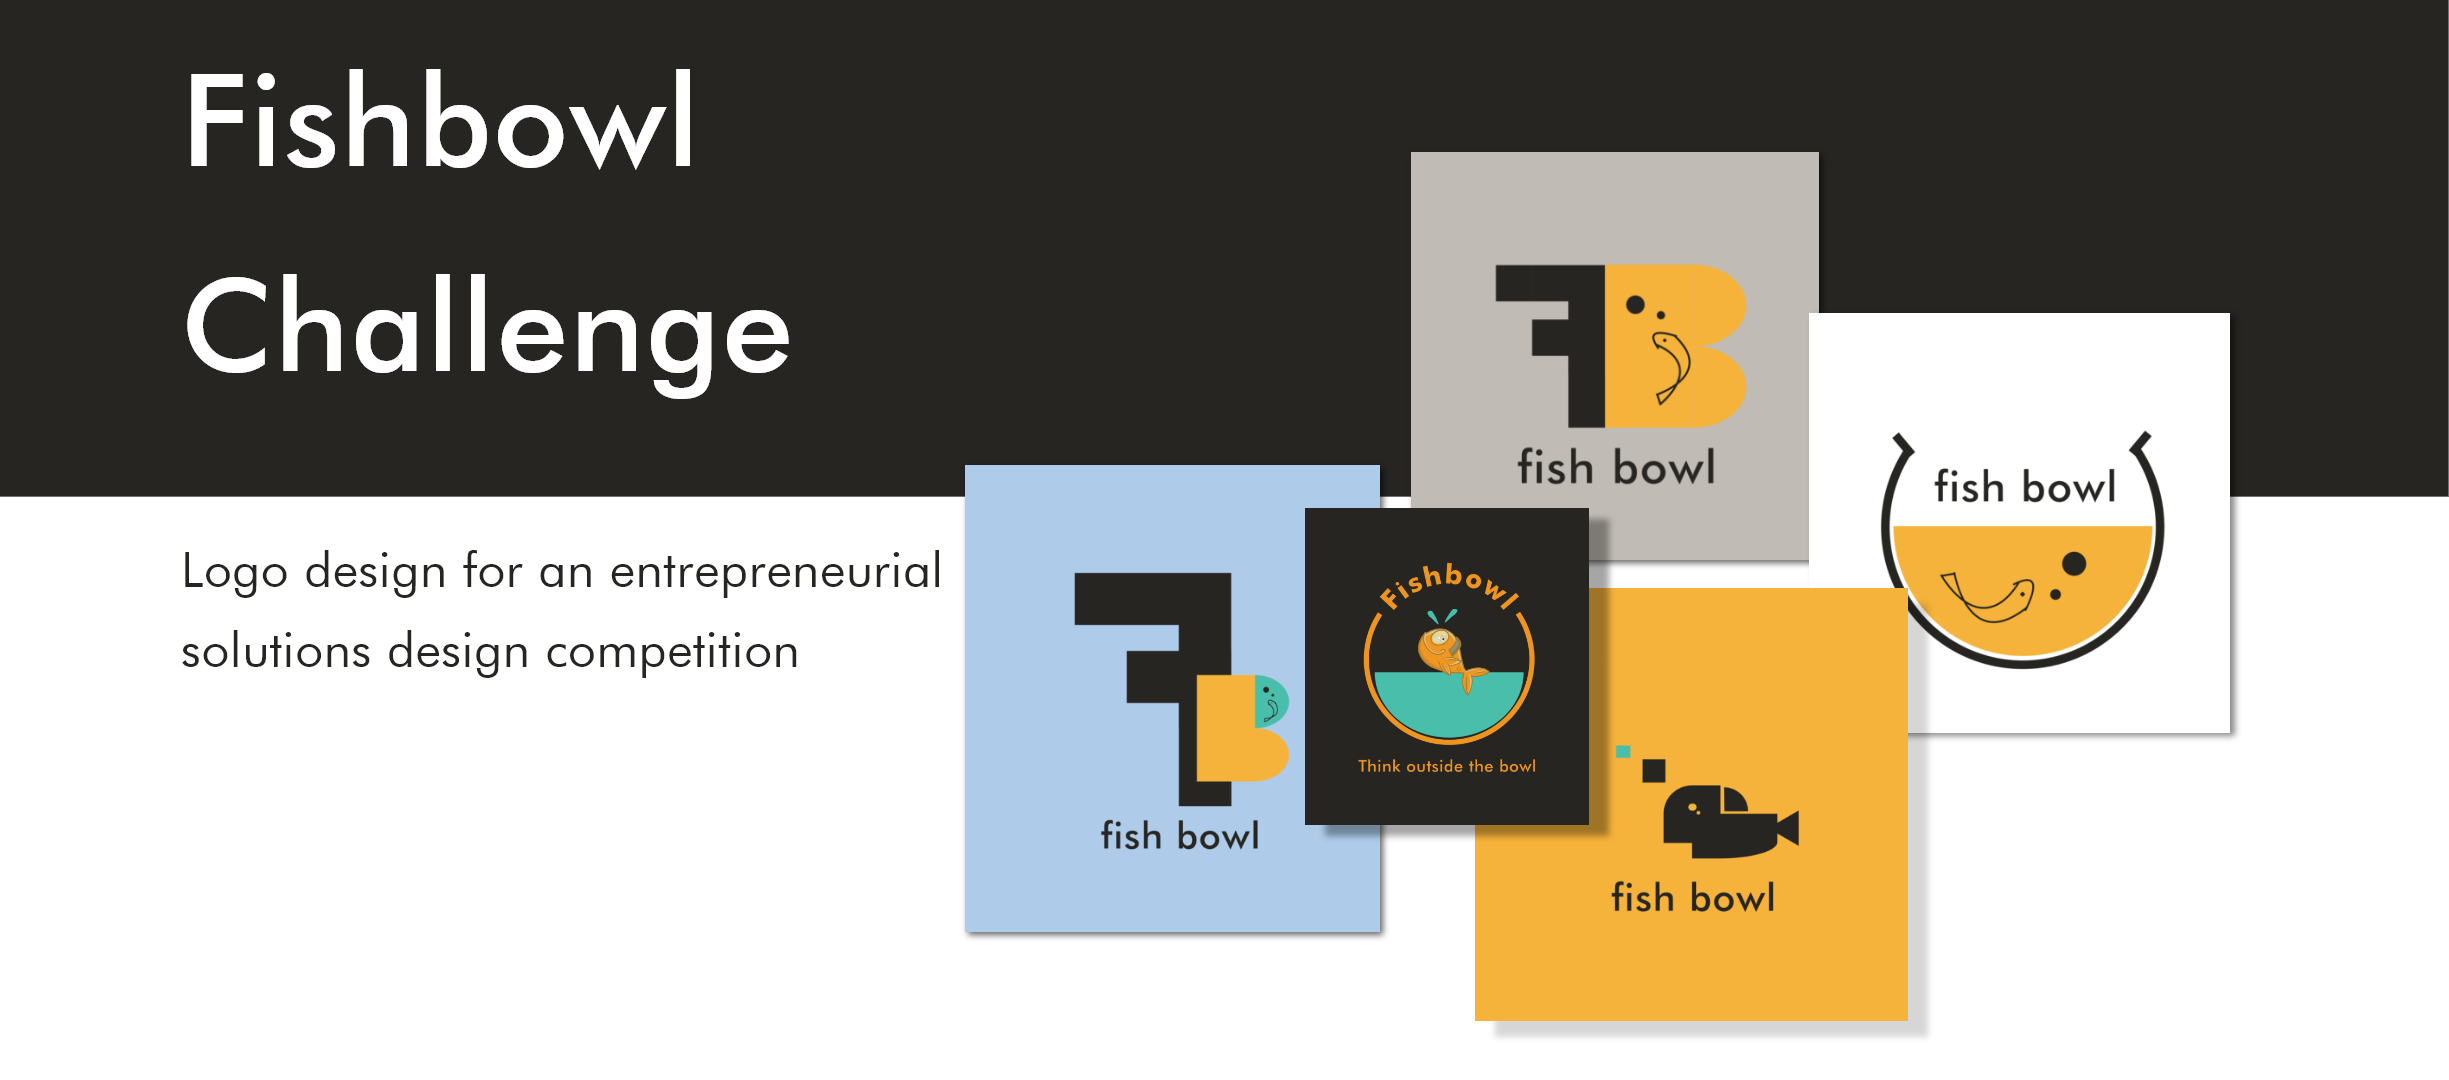 Fishbowl
Challenge
Logo design for an entrepreneurial
solutions design competition
fish bowl
fish bowl
Fishbowl
Think outside the bowl
fish bowl
fish bowl